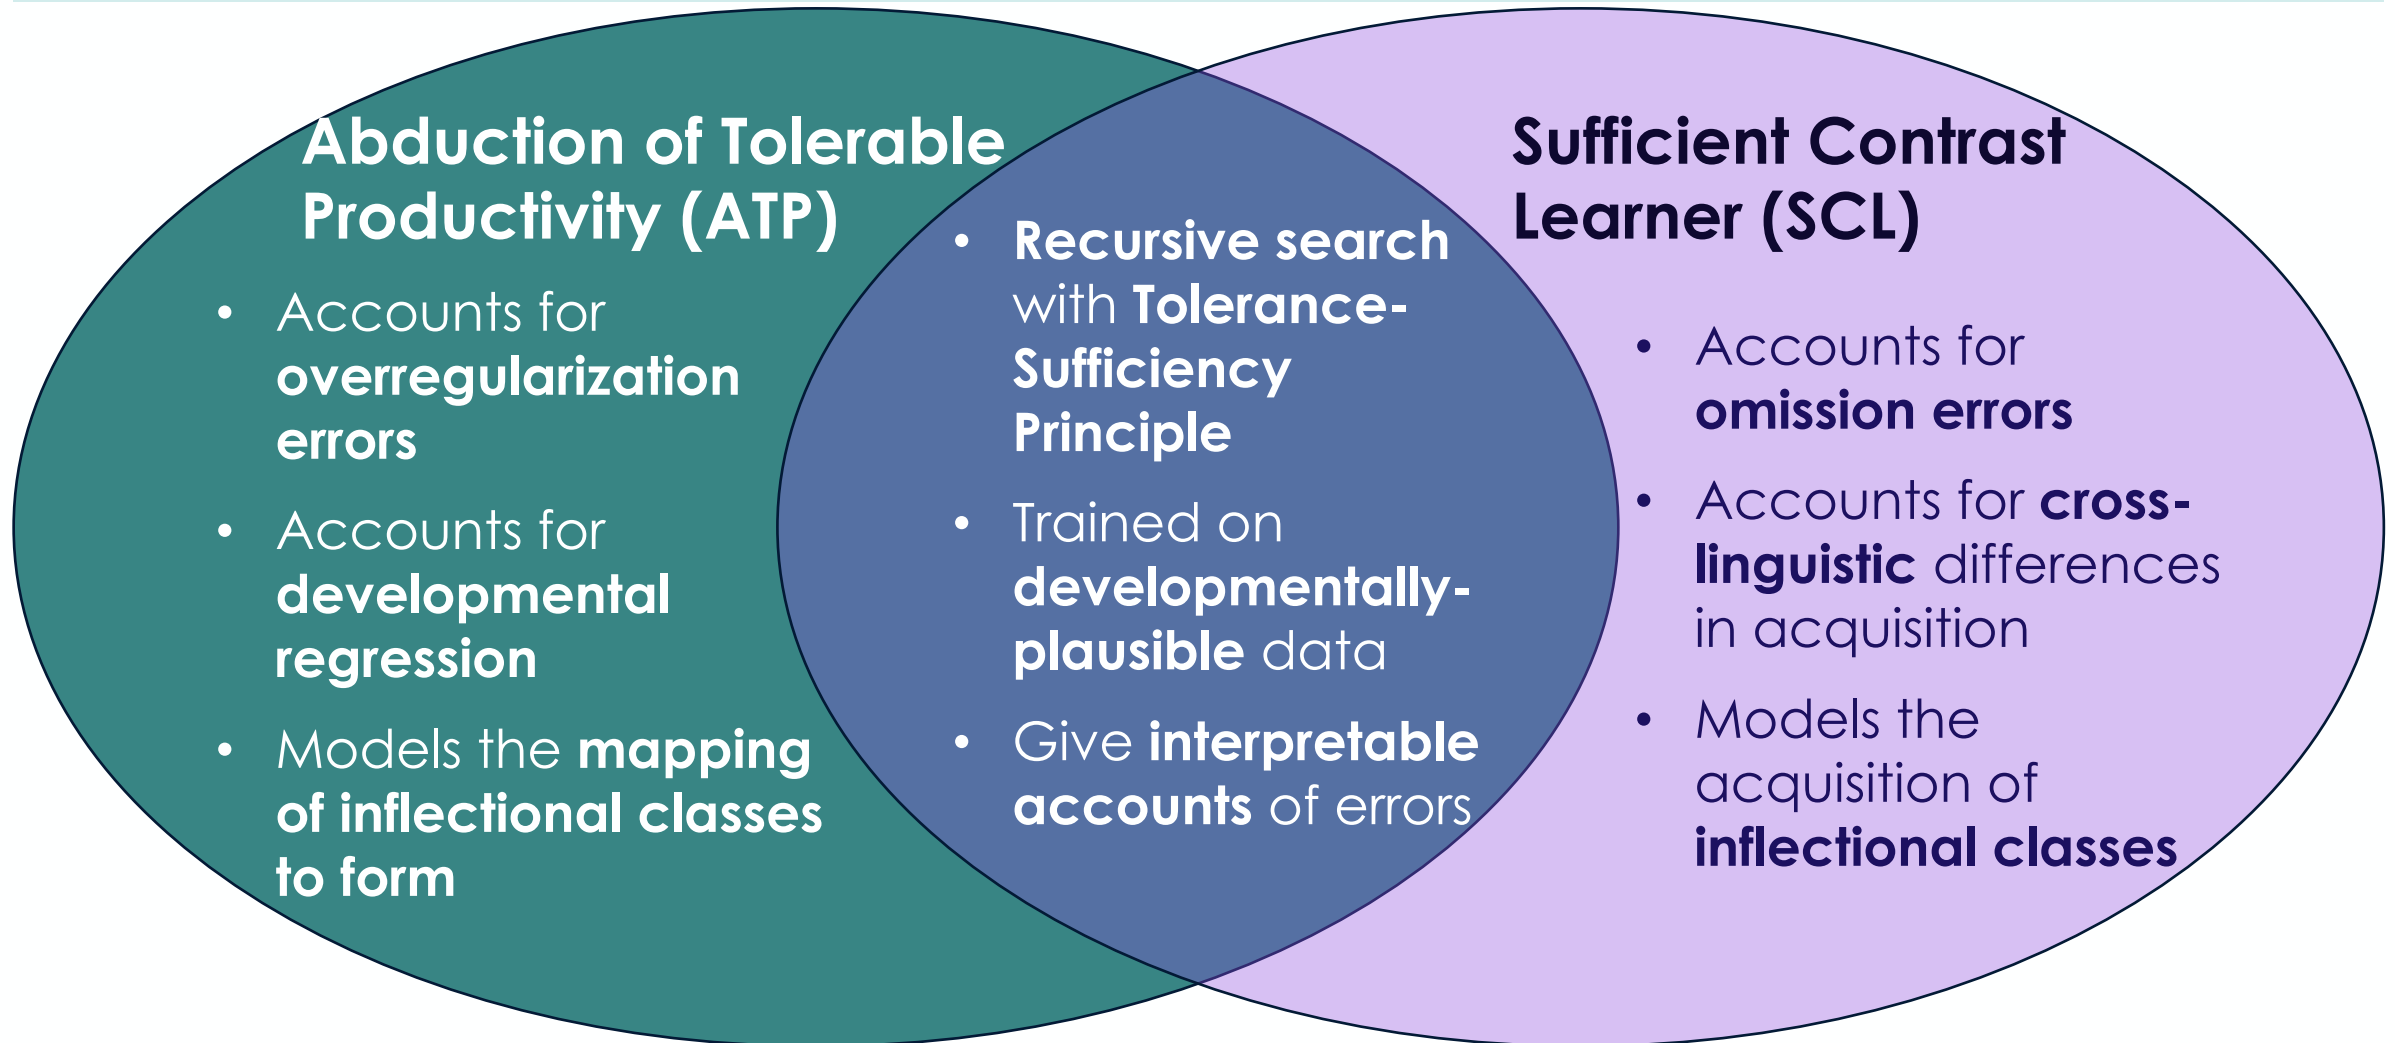 Abduction of Tolerable
Productivity (ATP)
• Accounts for
overregularization
errors
• Accounts for
developmental
regression
• Models the mapping
of inflectional classes
to form
• Recursive search
with Tolerance-
Sufficiency
Principle
• Trained on
developmentally-
plausible data
• Give interpretable
accounts of errors
Sufficient Contrast
Learner (SCL)
• Accounts for
omission errors
• Accounts for cross-
linguistic differences
in acquisition
• Models the
acquisition of
inflectional classes